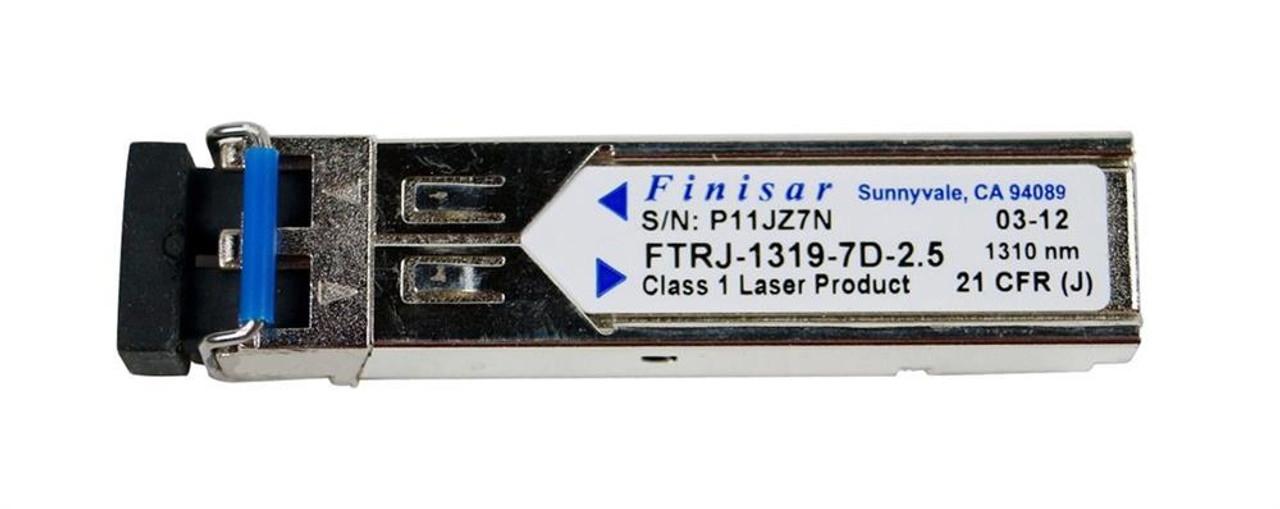 Finisar Sunnyvale, CA 94089
S/N: P11JZ7N 03-12
FTRJ-1319-7D-2.5 1310 nm
Class 1 Laser Product 21 CFR (J)